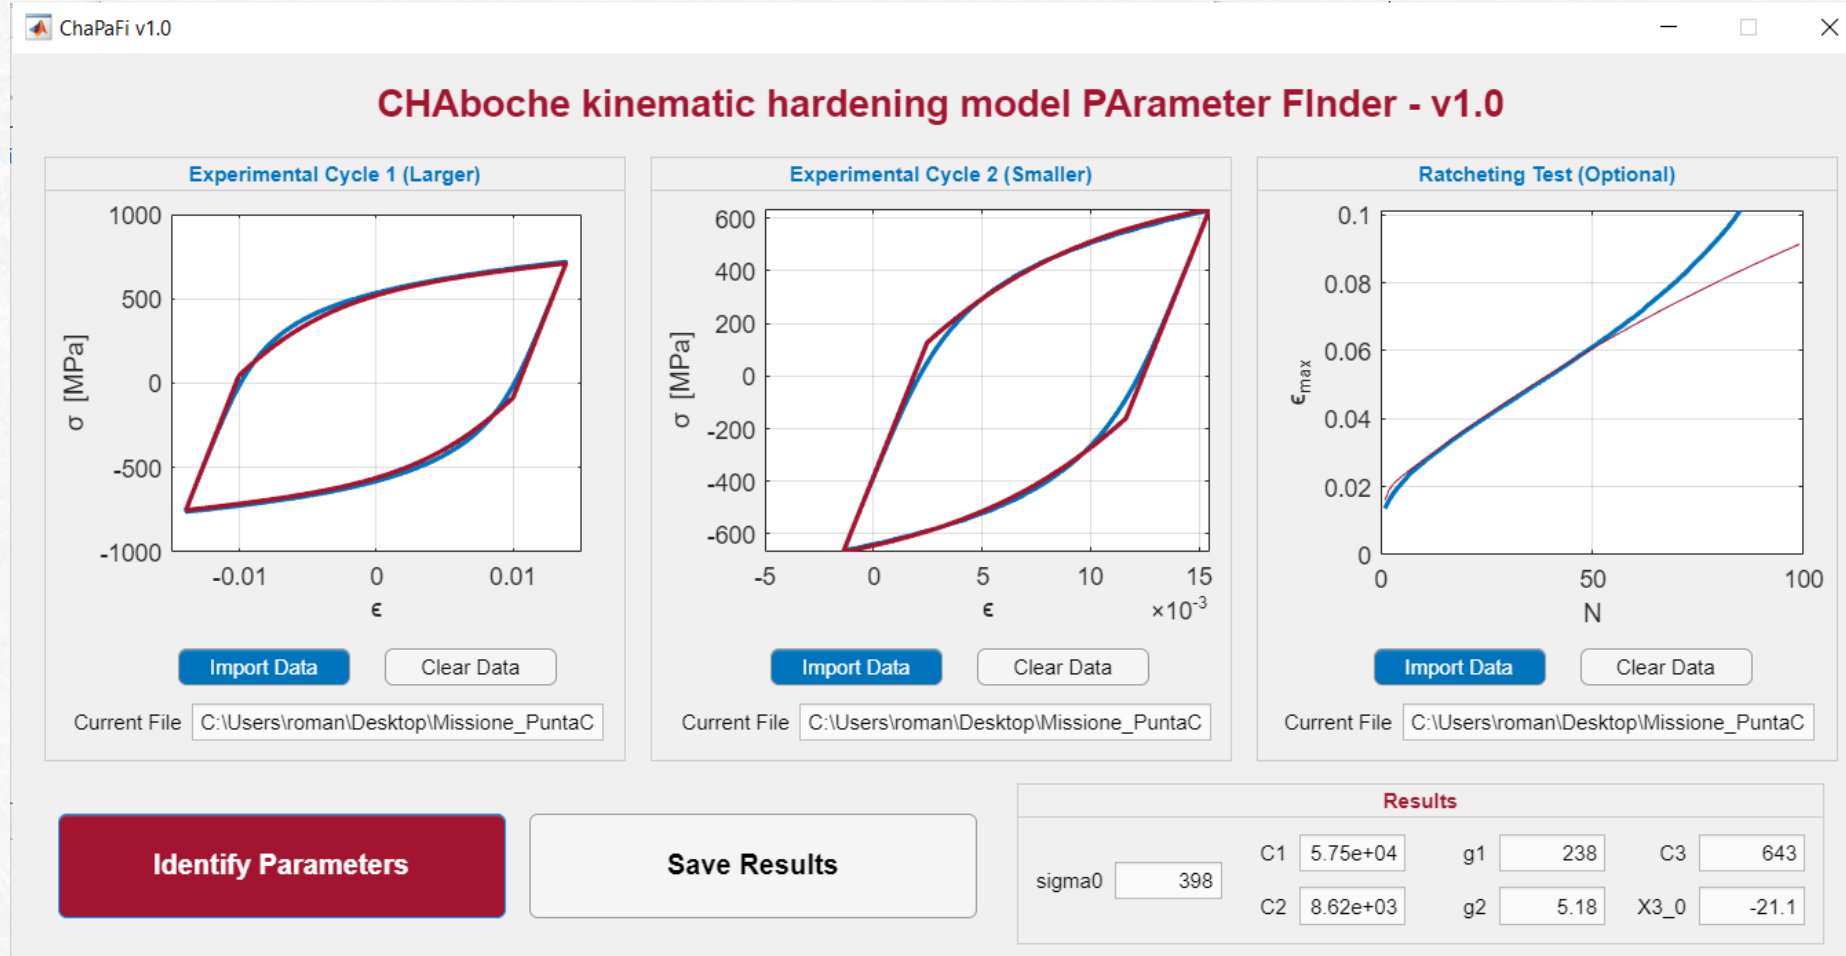 ChaPaFi v1.0
CHAboche kinematic hardening model PArameter FInder - v1.0
Experimental Cycle 1 (Larger)
1000
500
0
-500
-1000
σ [MPa]
-0.01 0 0.01
ϵ
Import Data Clear Data
Current File C:\Users\roman\Desktop\Missione_PuntaC
Experimental Cycle 2 (Smaller)
600
400
200
0
-200
-400
-600
σ [MPa]
-5 0 5 10 15
ϵ ×10-3
Import Data Clear Data
Current File C:\Users\roman\Desktop\Missione_PuntaC
Ratcheting Test (Optional)
0.1
0.08
0.06
0.04
0.02
0
ϵmax
0 50 100
N
Import Data Clear Data
Current File C:\Users\roman\Desktop\Missione_PuntaC
Identify Parameters
Save Results
Results
sigma0 398
C1 5.75e+04 g1 238 C3 643
C2 8.62e+03 g2 5.18 X3_0 -21.1